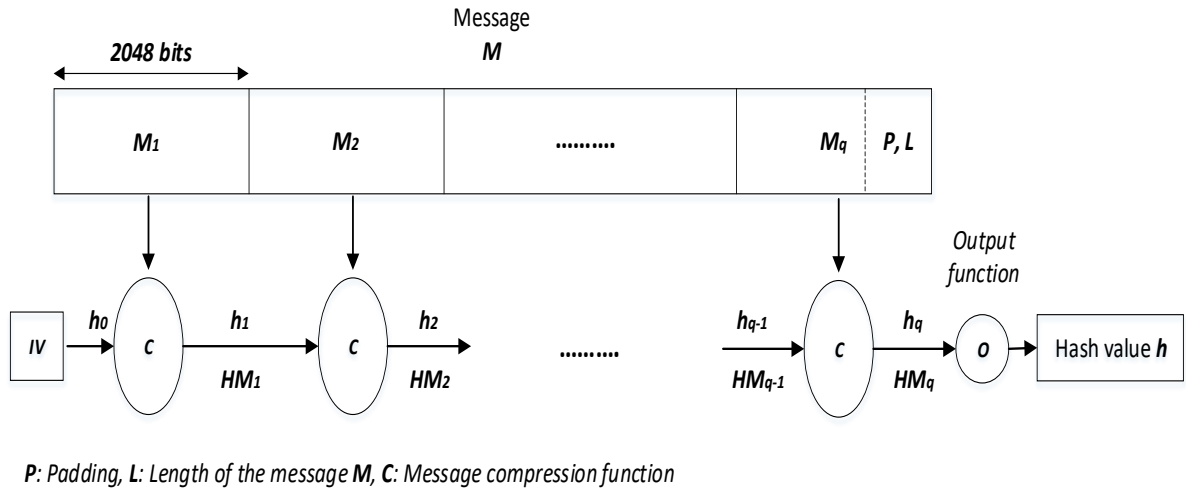 Message
M
2048 bits
M1
M2
..........
Mq
P, L
Output
function
IV
h0
C
h1
HM1
C
h2
HM2
..........
hq-1
HMq-1
C
hq
HMq
O
Hash value h
P: Padding, L: Length of the message M, C: Message compression function